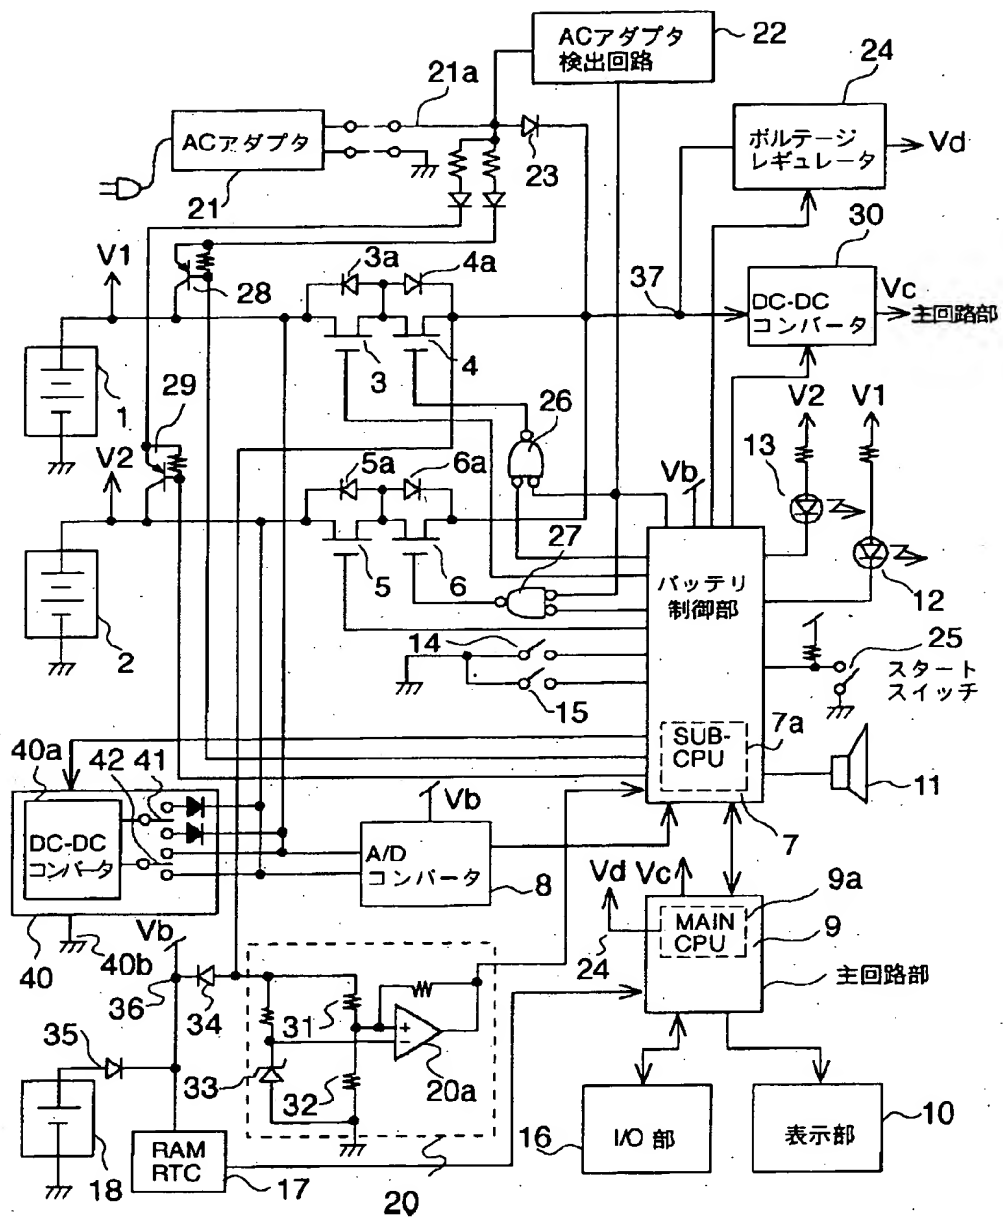 ACアダプタ
検出回路
22
24
21a
ACアダプタ
ボルテージ
レギュレータ
Vd
21
23
30
V1
3a
4a
37
DC-DC
コンバータ
Vc
主回路部
28
3
4
1
29
26
V2
V1
V2
5a
6a
13
Vb
27
5
6
バッテリ
制御部
12
2
14
25
スタート
スイッチ
15
7a
SUB-
CPU
40a
42
41
11
DC-DC
コンバータ
Vb
A/D
コンバータ
7
8
Vd
Vc
9a
MAIN
CPU
9
40
40b
Vb
24
主回路部
36
34
31
+
-
35
33
32
20a
16
I/O 部
表示部
10
RAM
RTC
18
17
20